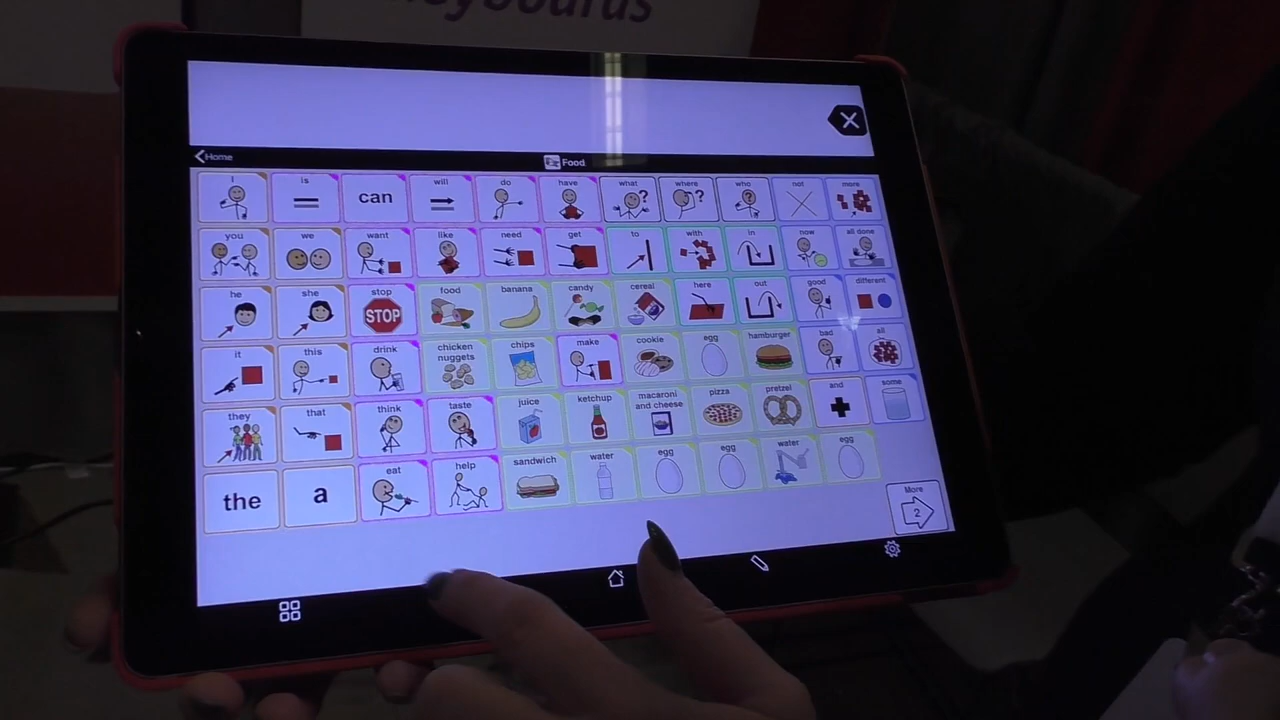 keyboards
Home
Food
I is can will do have what where who not more
you we want like need get to with in now all done
he she stop food banana candy cereal here out good different
STOP
it this drink chicken nuggets chips make cookie egg hamburger bad all
they that think taste juice ketchup macaroni and cheese pizza pretzel and some
the a eat help sandwich water egg egg water egg
More
2